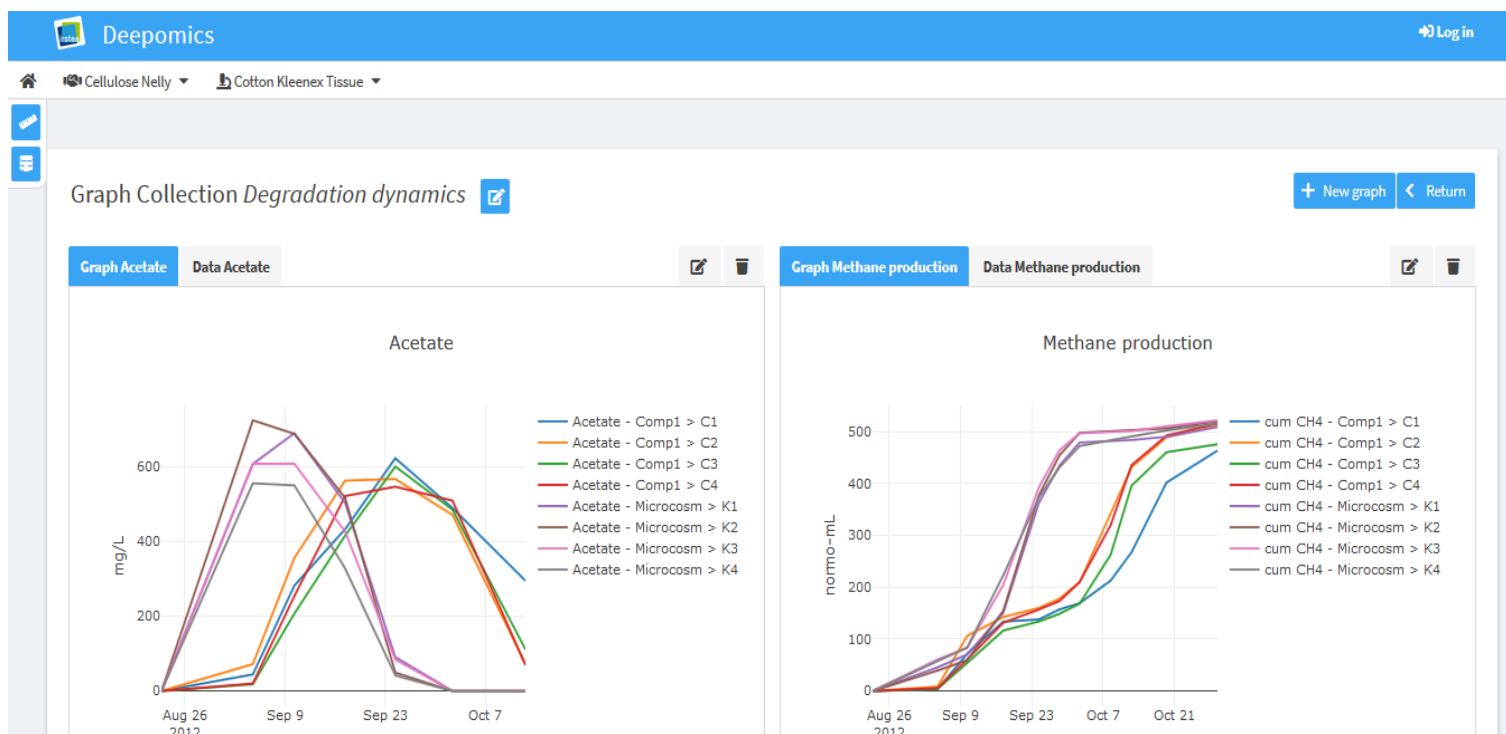 Deepomics
Log in
Cellulose Nelly
Cotton Kleenex Tissue
Graph Collection Degradation dynamics
New graph
Return
Graph Acetate
Data Acetate
Graph Methane production
Data Methane production
Acetate
600
400
200
0
mg/L
Aug 26
2012
Sep 9
Sep 23
Oct 7
Acetate - Comp1 > C1
Acetate - Comp1 > C2
Acetate - Comp1 > C3
Acetate - Comp1 > C4
Acetate - Microcosm > K1
Acetate - Microcosm > K2
Acetate - Microcosm > K3
Acetate - Microcosm > K4
Methane production
500
400
300
200
100
0
normo-mL
Aug 26
2012
Sep 9
Sep 23
Oct 7
Oct 21
cum CH4 - Comp1 > C1
cum CH4 - Comp1 > C2
cum CH4 - Comp1 > C3
cum CH4 - Comp1 > C4
cum CH4 - Microcosm > K1
cum CH4 - Microcosm > K2
cum CH4 - Microcosm > K3
cum CH4 - Microcosm > K4